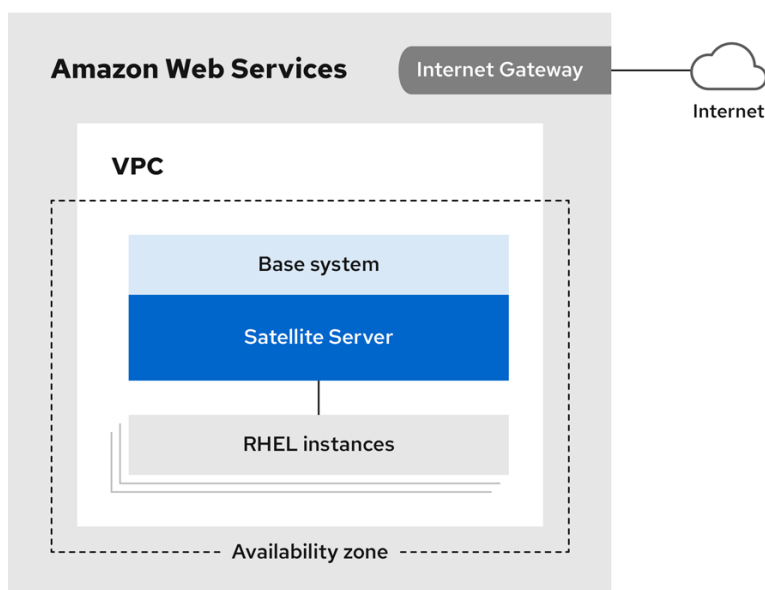 Amazon Web Services
Internet Gateway
Internet
VPC
Base system
Satellite Server
RHEL instances
Availability zone